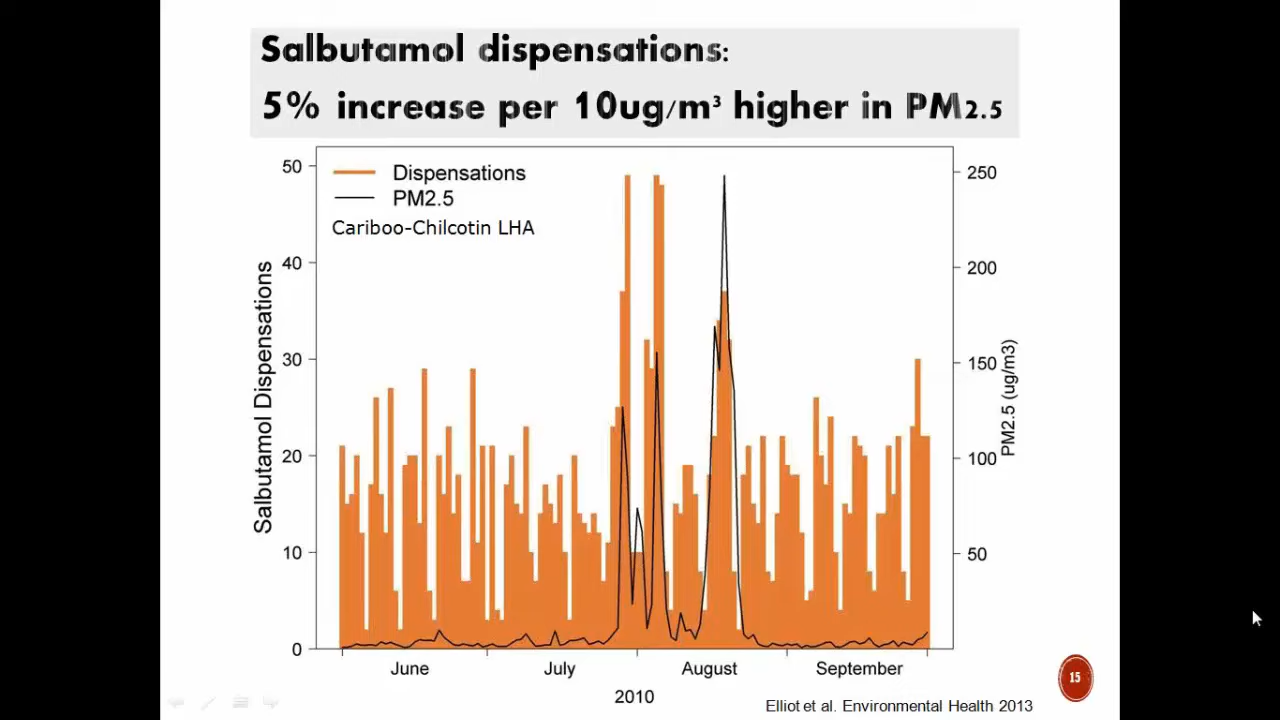 Salbutamol dispensations:
5% increase per 10ug/m³ higher in PM2.5
50
40
30
20
10
0
Salbutamol Dispensations
Dispensations
PM2.5
Cariboo-Chilcotin LHA
250
200
150
100
50
PM2.5 (ug/m3)
June July August September
2010
15
Elliot et al. Environmental Health 2013